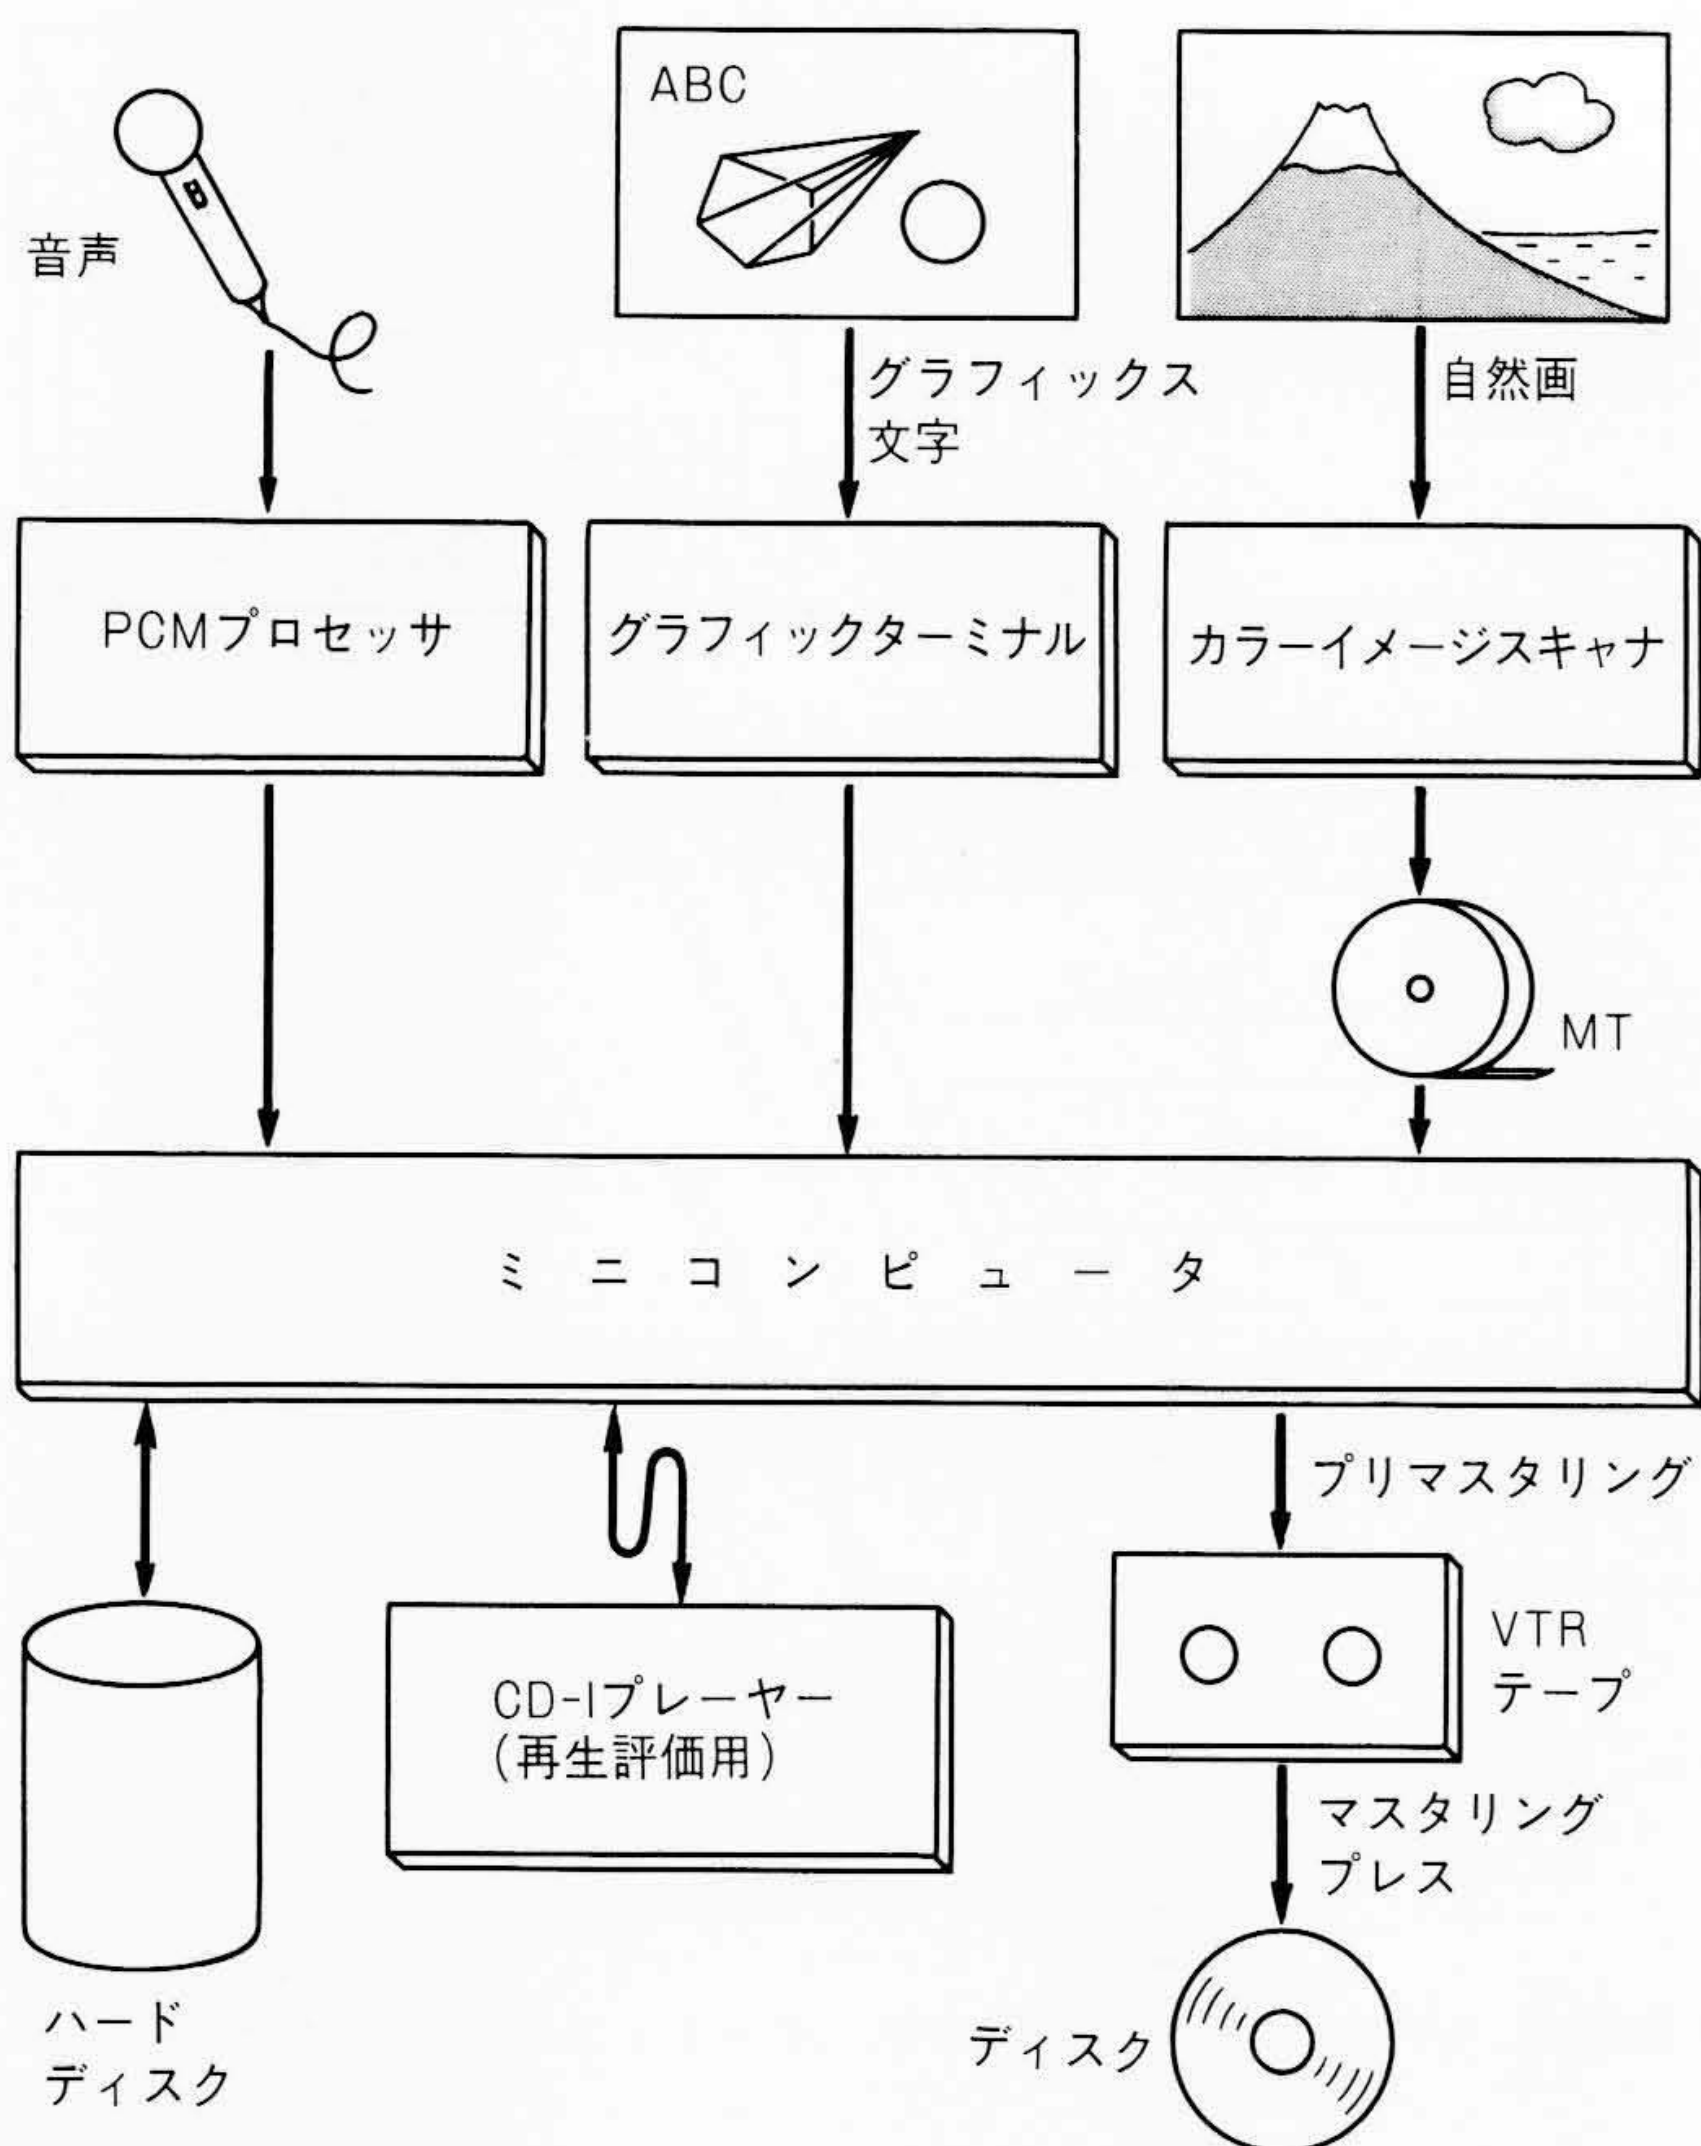 ABC
音声
グラフィックス
文字
自然画
PCMプロセッサ
グラフィックターミナル
カラーイメージスキャナ
MT
ミニコンピュータ
プリマスタリング
VTR
テープ
CD-Iプレーヤー
(再生評価用)
マスタリング
プレス
ハード
ディスク
ディスク